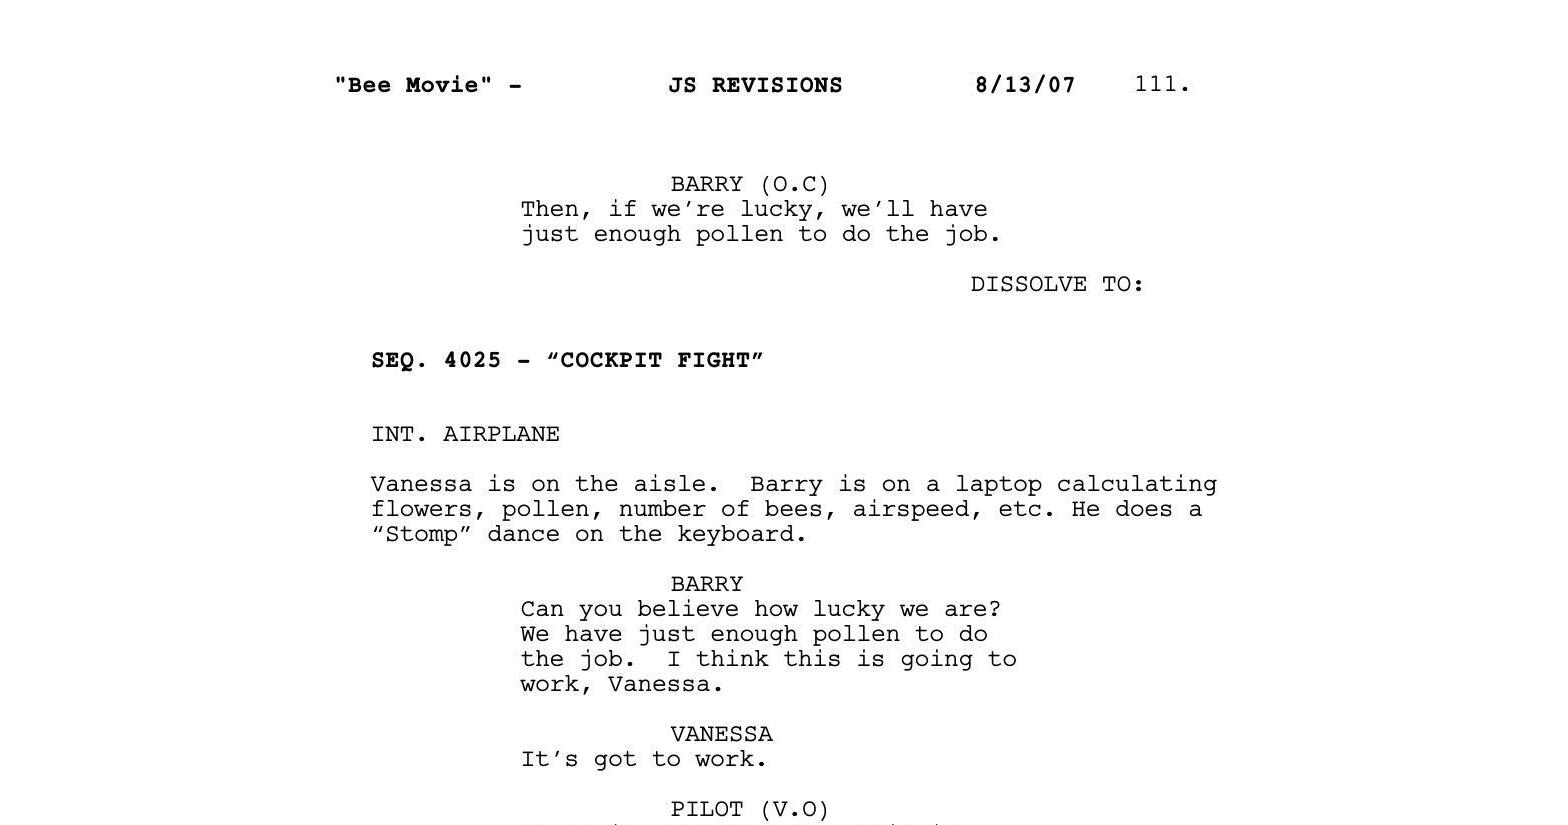 "Bee Movie" - JS REVISIONS 8/13/07 111.
BARRY (O.C)
Then, if we’re lucky, we’ll have
just enough pollen to do the job.
DISSOLVE TO:
SEQ. 4025 - “COCKPIT FIGHT”
INT. AIRPLANE
Vanessa is on the aisle.  Barry is on a laptop calculating
flowers, pollen, number of bees, airspeed, etc. He does a
“Stomp” dance on the keyboard.
BARRY
Can you believe how lucky we are?
We have just enough pollen to do
the job.  I think this is going to
work, Vanessa.
VANESSA
It’s got to work.
PILOT (V.O)